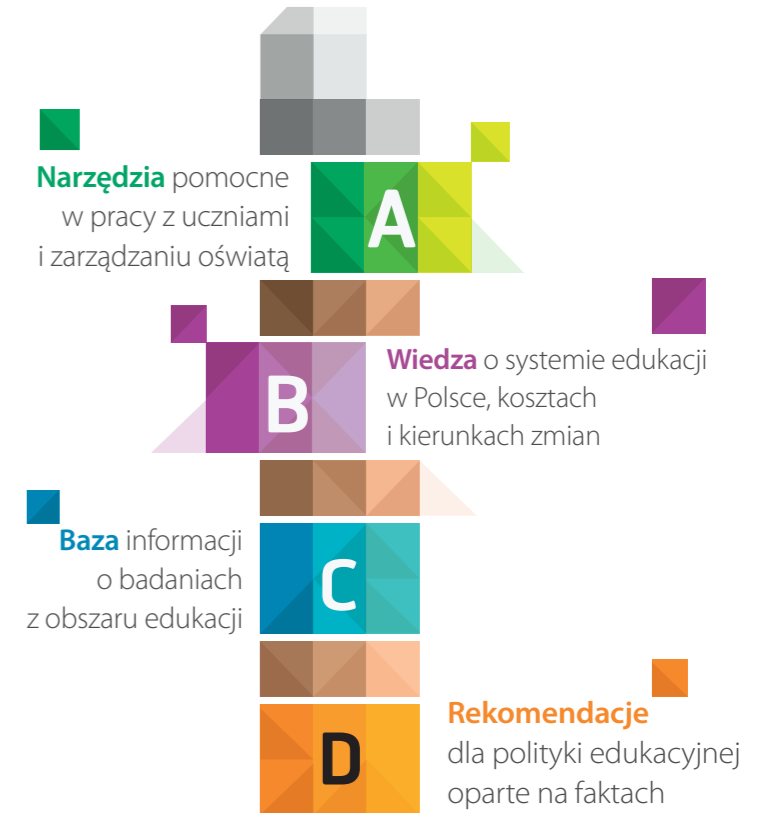 Narzędzia pomocne
w pracy z uczniami
i zarządzaniu oświatą
A
B
Wiedza o systemie edukacji
w Polsce, kosztach
i kierunkach zmian
Baza informacji
o badaniach
z obszaru edukacji
C
D
Rekomendacje
dla polityki edukacyjnej
oparte na faktach